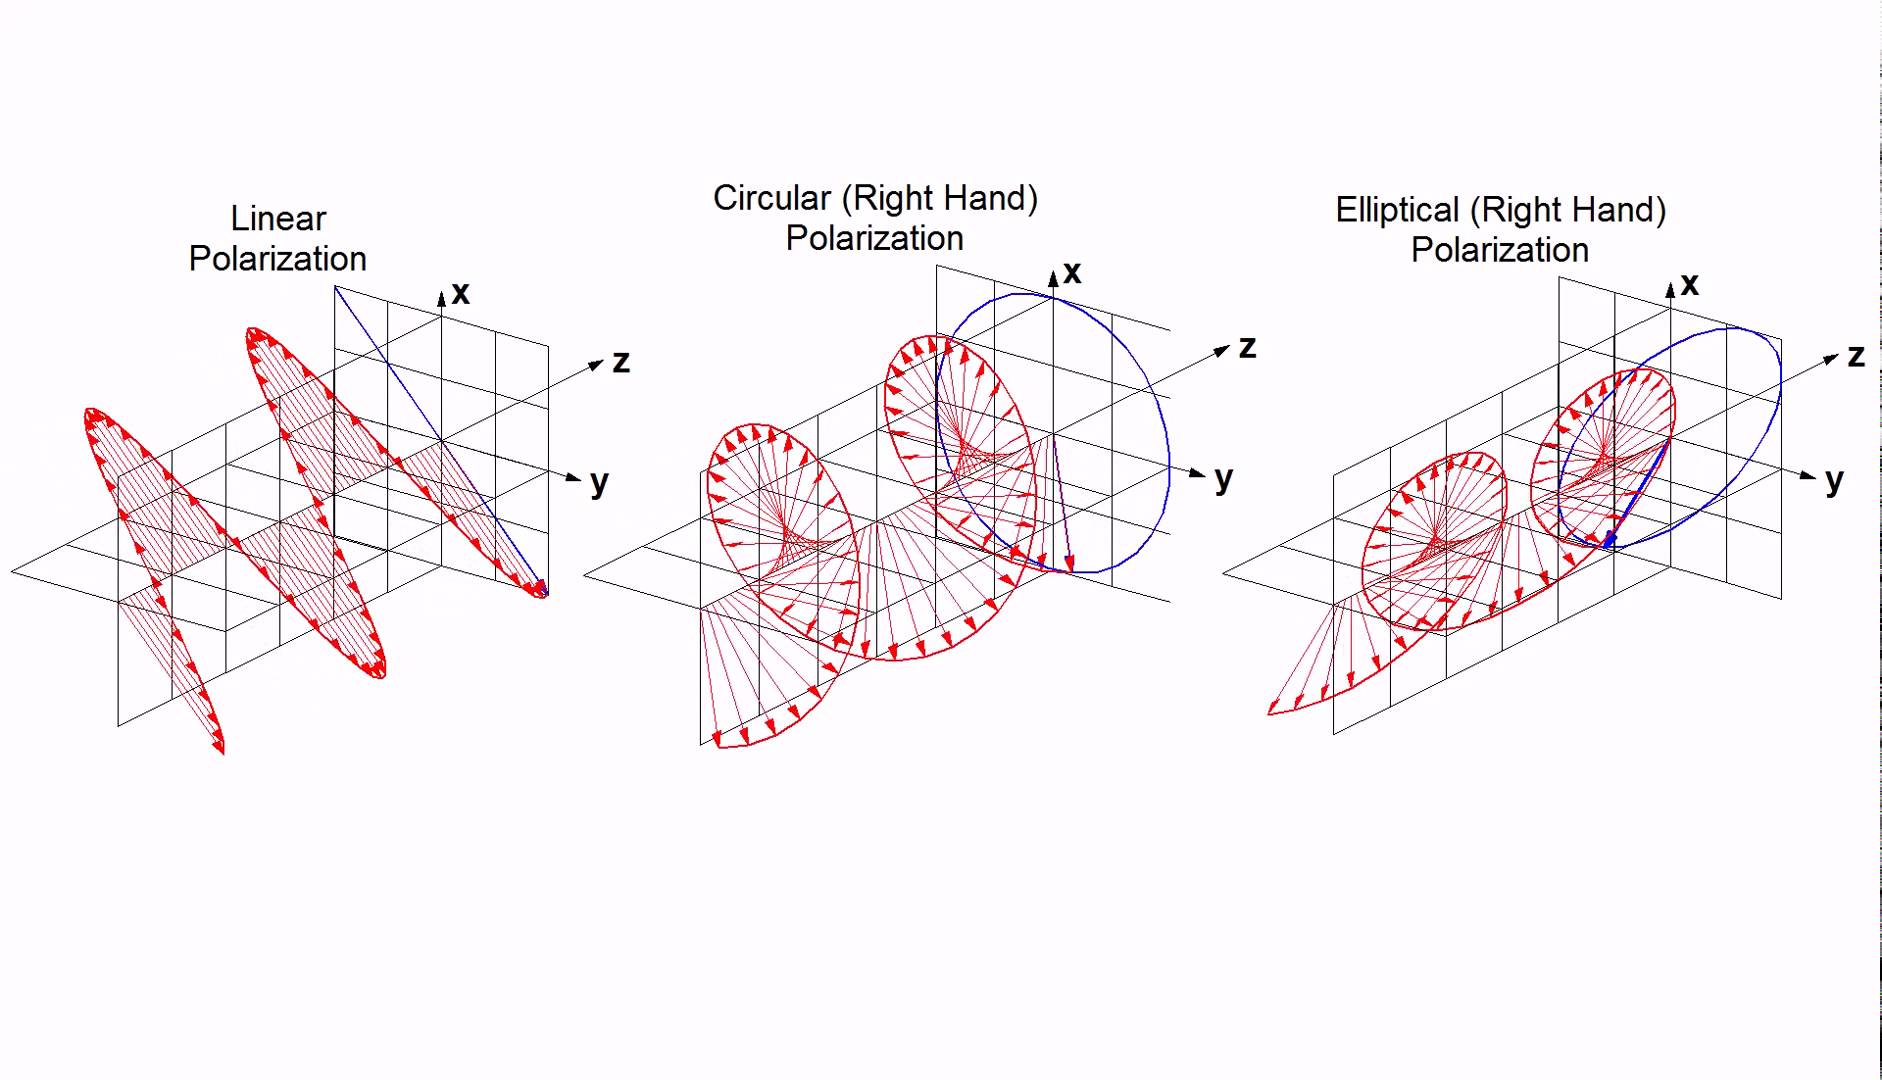 Linear
Polarization
x
z
y
Circular (Right Hand)
Polarization
x
z
y
Elliptical (Right Hand)
Polarization
x
z
y